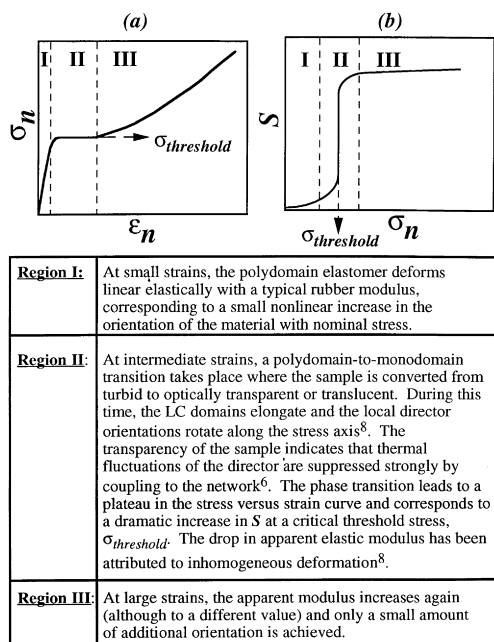 (a) (b)
I II III
I II III
σn
σthreshold
εn
S
σthreshold
σn
Region I: At small strains, the polydomain elastomer deforms
linear elastically with a typical rubber modulus,
corresponding to a small nonlinear increase in the
orientation of the material with nominal stress.
Region II: At intermediate strains, a polydomain-to-monodomain
transition takes place where the sample is converted from
turbid to optically transparent or translucent. During this
time, the LC domains elongate and the local director
orientations rotate along the stress axis⁸. The
transparency of the sample indicates that thermal
fluctuations of the director are suppressed strongly by
coupling to the network⁶. The phase transition leads to a
plateau in the stress versus strain curve and corresponds to
a dramatic increase in S at a critical threshold stress,
σthreshold. The drop in apparent elastic modulus has been
attributed to inhomogeneous deformation⁸.
Region III: At large strains, the apparent modulus increases again
(although to a different value) and only a small amount
of additional orientation is achieved.